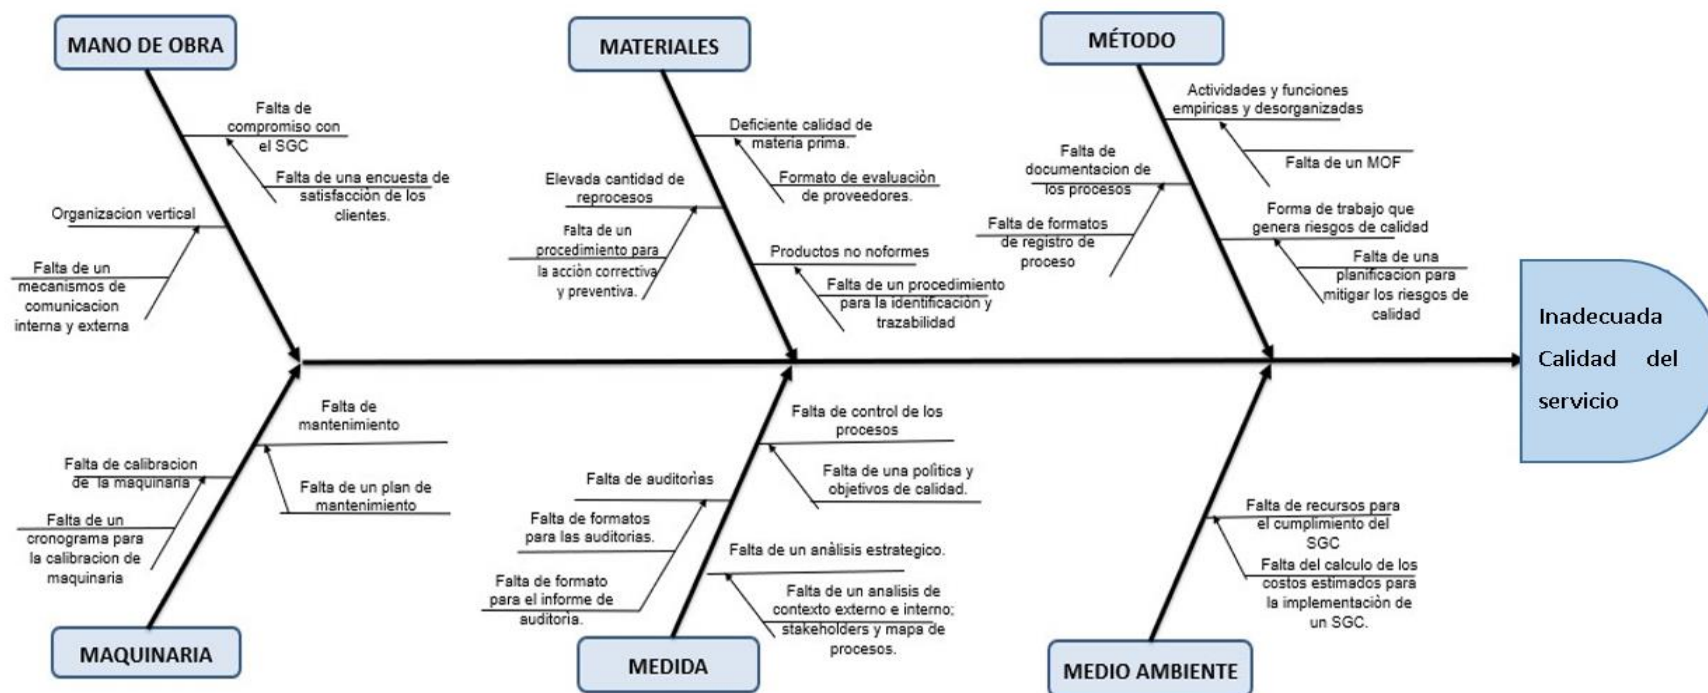 MANO DE OBRA
MATERIALES
MÉTODO
Falta de
compromiso con
el SGC
Falta de una encuesta de
satisfacciòn de los
clientes.
Organizacion vertical
Falta de un
mecanismos de
comunicacion
interna y externa
Deficiente calidad de
materia prima.
Formato de evaluaciòn
de proveedores.
Elevada cantidad de
reprocesos
Falta de un
procedimiento para
la acciòn correctiva
y preventiva.
Productos no noformes
Falta de un procedimiento
para la identificación y
trazabilidad
Actividades y funciones
empiricas y desorganizadas
Falta de un MOF
Falta de
documentacion de
los procesos
Falta de formatos
de registro de
proceso
Forma de trabajo que
genera riesgos de calidad
Falta de una
planificacion para
mitigar los riesgos de
calidad
Inadecuada
Calidad del
servicio
Falta de
mantenimiento
Falta de un plan de
mantenimiento
Falta de calibracion
de la maquinaria
Falta de un
cronograma para
la calibracion de
maquinaria
Falta de control de los
procesos
Falta de una polìtica y
objetivos de calidad.
Falta de auditorìas
Falta de formatos
para las auditorias.
Falta de formato
para el informe de
auditorìa.
Falta de un anàlisis estrategico.
Falta de un analisis de
contexto externo e interno;
stakeholders y mapa de
procesos.
Falta de recursos para
el cumplimiento del
SGC
Falta del calculo de los
costos estimados para
la implementaciòn de
un SGC.
MAQUINARIA
MEDIDA
MEDIO AMBIENTE